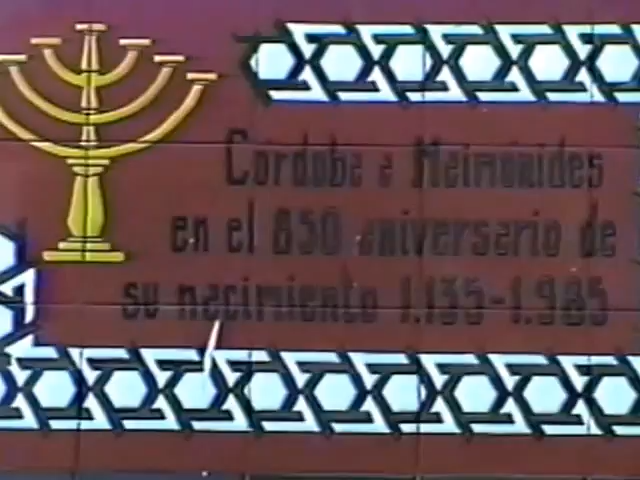 Córdoba a Maimónides
en el 850 aniversario de
su nacimiento 1.135-1.985